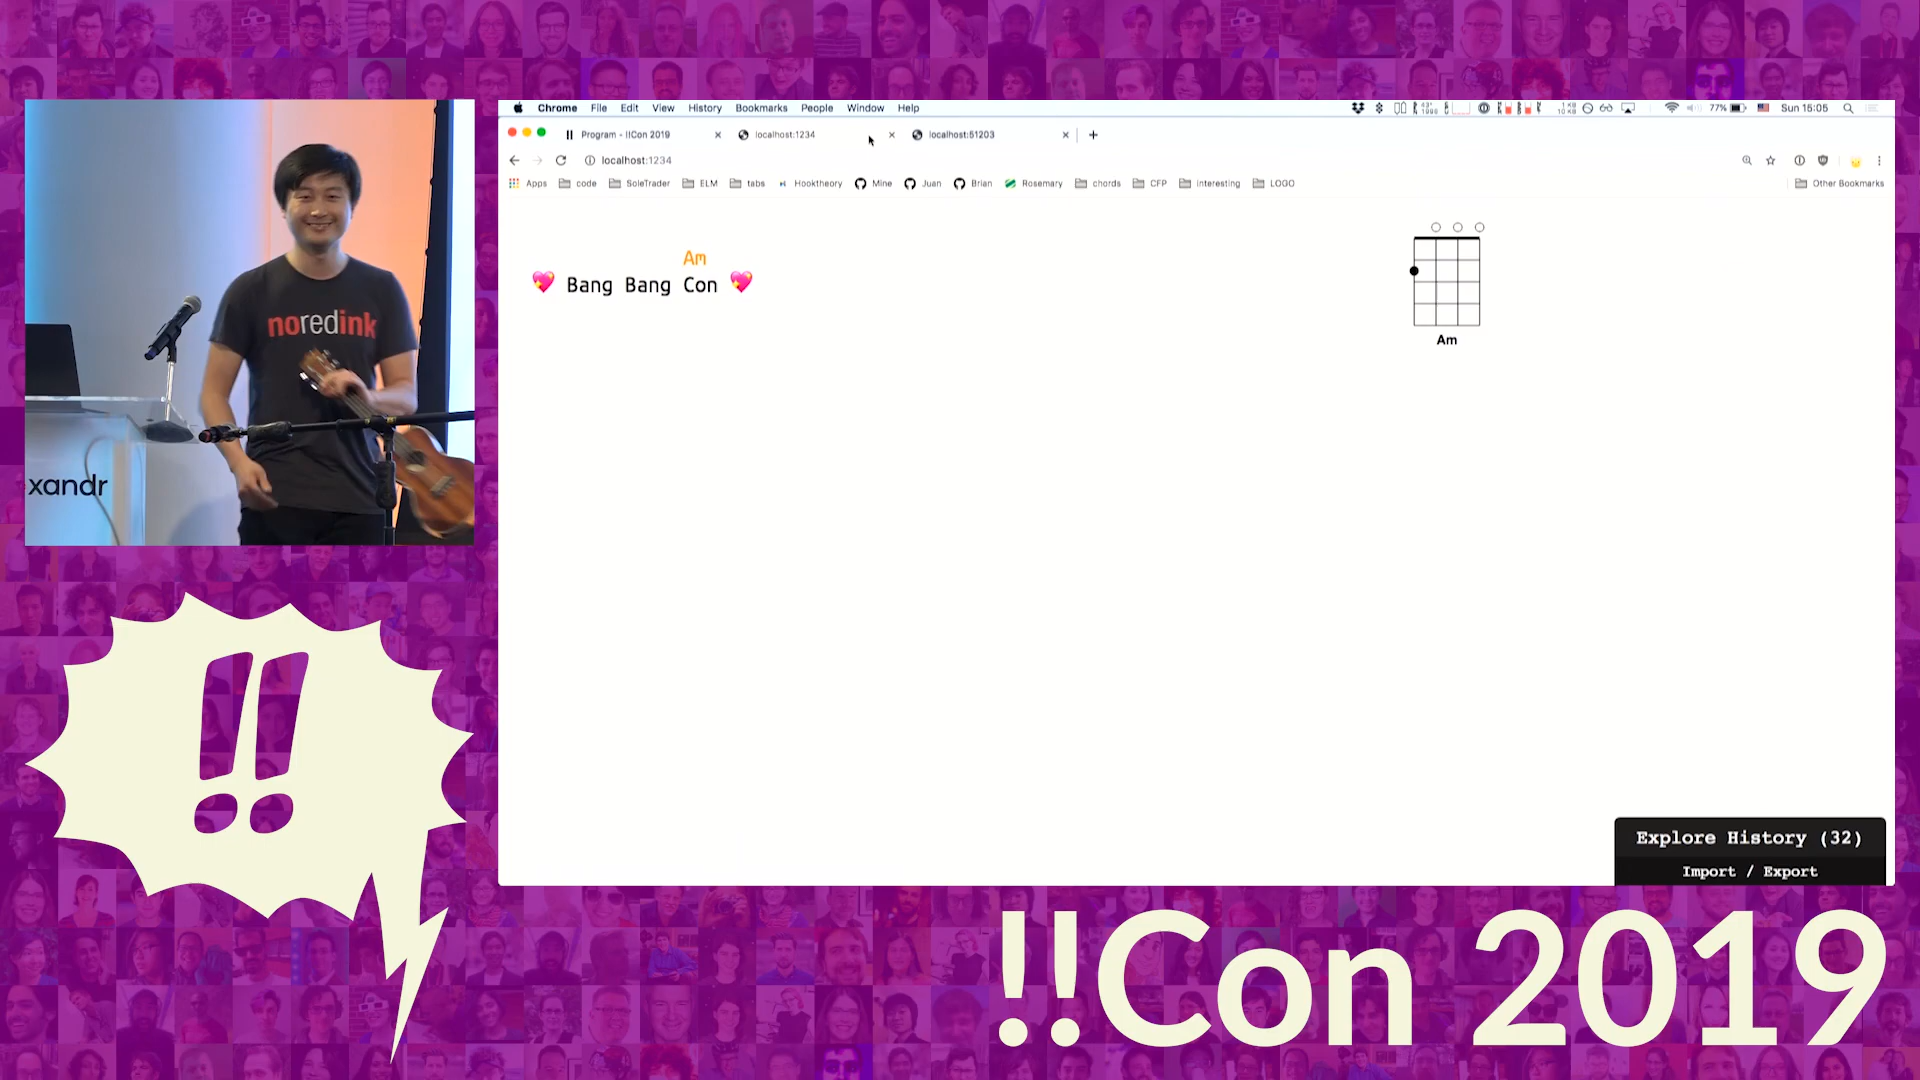 Chrome File Edit View History Bookmarks People Window Help
77% Sun 15:05
Program - !!Con 2019
localhost:1234
localhost:51203
localhost:1234
Apps code SoleTrader ELM tabs Hooktheory Mine Juan Brian Rosemary chords CFP Interesting LOGO Other Bookmarks
Am
💖 Bang Bang Con 💖
Am
noredink
xandr
Explore History (32)
Import / Export
!!
!!Con 2019